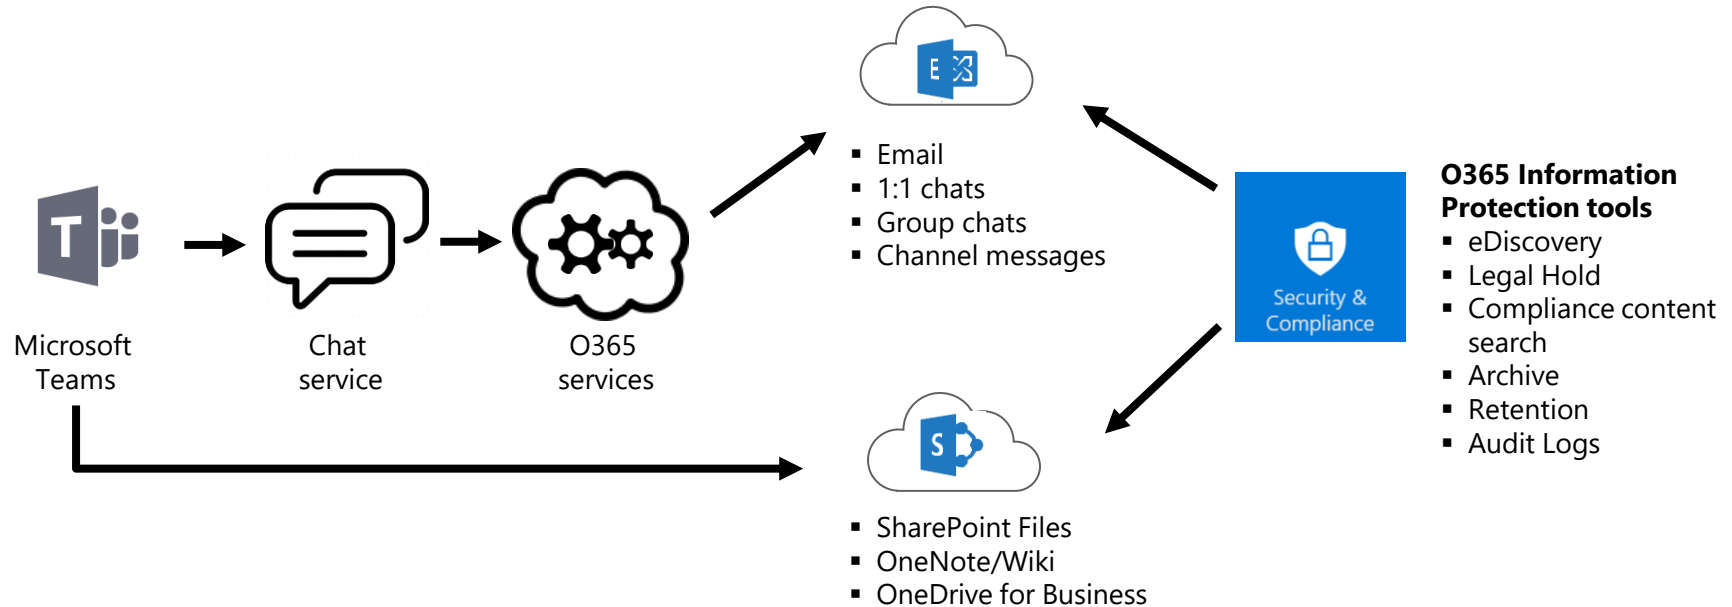 E
▪ Email
▪ 1:1 chats
▪ Group chats
▪ Channel messages
T
Microsoft
Teams
Chat
service
O365
services
Security &
Compliance
O365 Information
Protection tools
▪ eDiscovery
▪ Legal Hold
▪ Compliance content
search
▪ Archive
▪ Retention
▪ Audit Logs
S
▪ SharePoint Files
▪ OneNote/Wiki
▪ OneDrive for Business